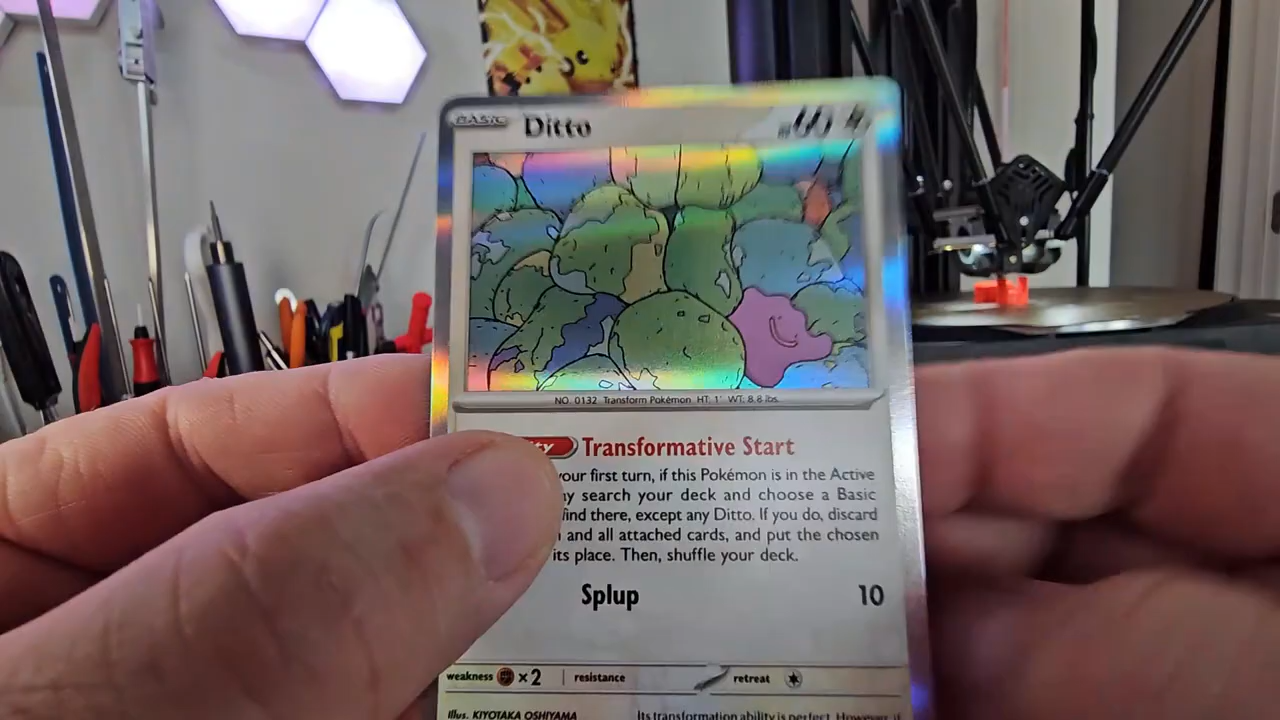 BASIC Ditto
NO. 0132 Transform Pokémon HT: 1' WT: 8.8 lbs.
Transformative Start
your first turn, if this Pokémon is in the Active
search your deck and choose a Basic
find there, except any Ditto. If you do, discard
and all attached cards, and put the chosen
its place. Then, shuffle your deck.
Splup 10
weakness ×2 resistance retreat
Illus. KIYOTAKA OSHIYAMA
Its transformation ability is perfect. However, if